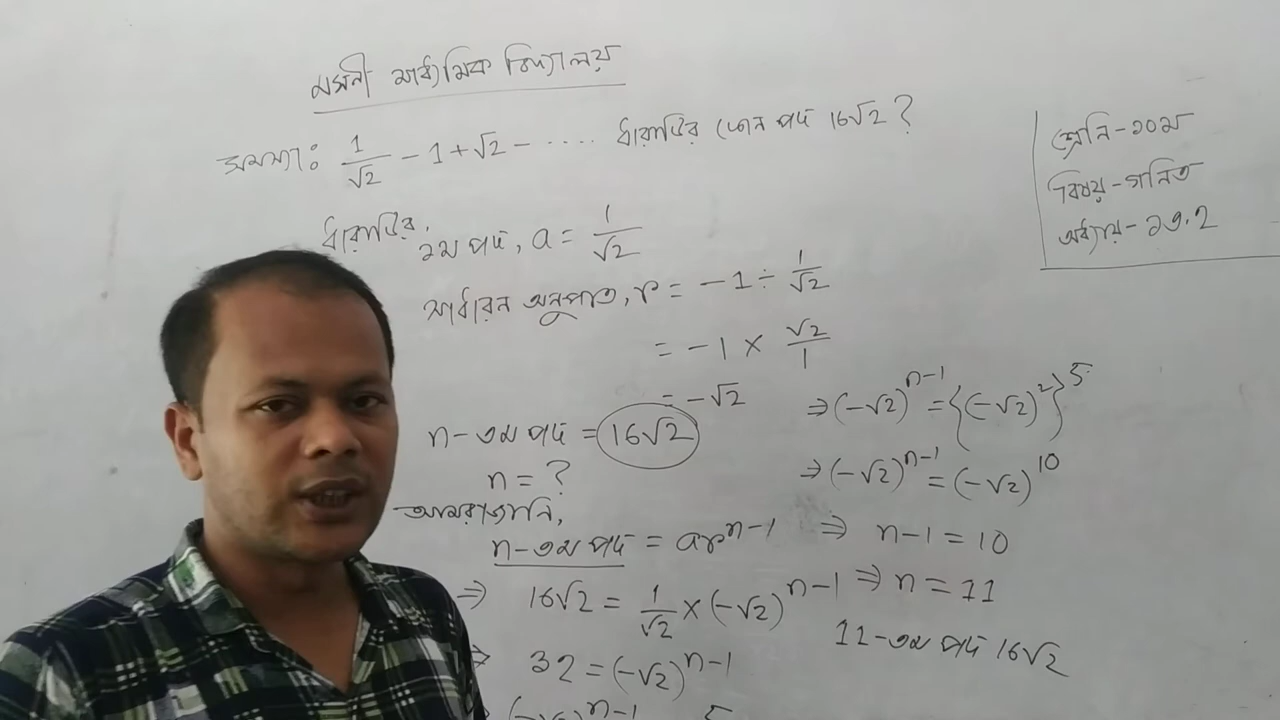 মসনী মাধ্যমিক বিদ্যালয়
সমস্যাঃ 1/√2 - 1 + √2 - .... ধারাটির কোন পদ 16√2 ?
শ্রেনি - ১০ম
বিষয় - গনিত
অধ্যায় - ১৩.2
ধারাটির,
১ম পদ, a = 1/√2
সাধারন অনুপাত, r = -1 ÷ 1/√2
= -1 × √2/1
= -√2
n-তম পদ = 16√2
n = ?
আমরা জানি,
n-তম পদ = ar^(n-1)
⇒ 16√2 = 1/√2 × (-√2)^(n-1)
⇒ 32 = (-√2)^(n-1)
⇒ (-√2)^(n-1) = {(-√2)^2}^5
⇒ (-√2)^(n-1) = (-√2)^10
⇒ n-1 = 10
⇒ n = 11
11-তম পদ 16√2